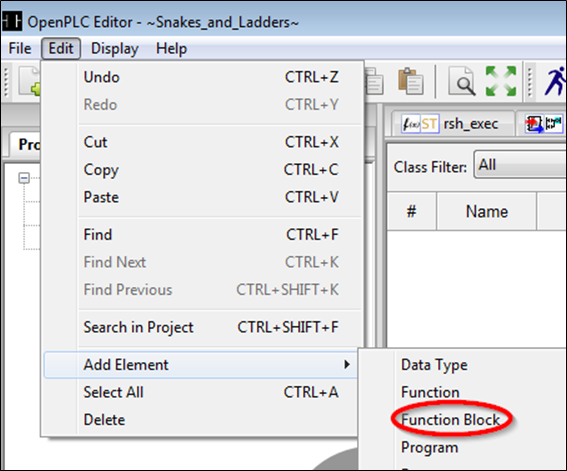 OpenPLC Editor - ~Snakes_and_Ladders~
File Edit Display Help
Undo CTRL+Z
Redo CTRL+Y
Cut CTRL+X
Copy CTRL+C
Paste CTRL+V
Find CTRL+F
Find Next CTRL+K
Find Previous CTRL+SHIFT+K
Search in Project CTRL+SHIFT+F
Add Element
Select All CTRL+A
Delete
Data Type
Function
Function Block
Program
f(x) ST rsh_exec
Class Filter: All
# Name